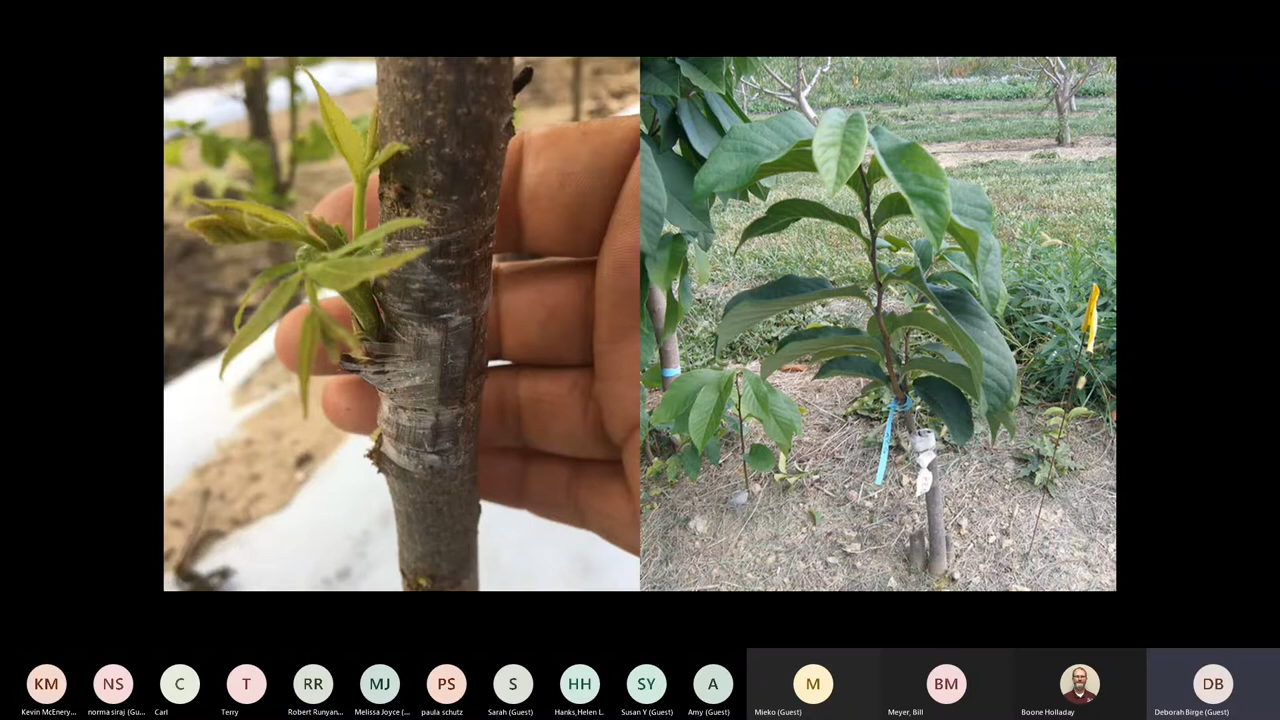 KM
NS
C
T
RR
MJ
PS
S
HH
SY
A
M
BM
DB
Kevin McEnery...
norma siraj (Gu...
Carl
Terry
Robert Runyan...
Melissa Joyce (...
paula schutz
Sarah (Guest)
Hanks,Helen L.
Susan Y (Guest)
Amy (Guest)
Mieko (Guest)
Meyer, Bill
Boone Holladay
Deborah Birge (Guest)